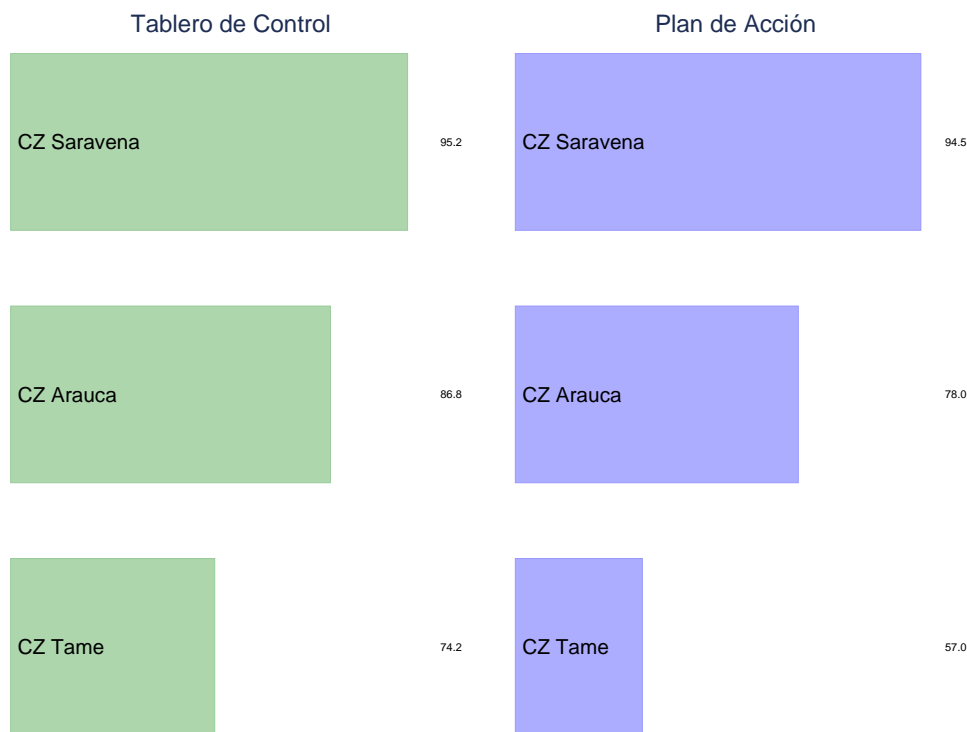 Tablero de Control
CZ Saravena 95.2
CZ Arauca 86.8
CZ Tame 74.2
Plan de Acción
CZ Saravena 94.5
CZ Arauca 78.0
CZ Tame 57.0